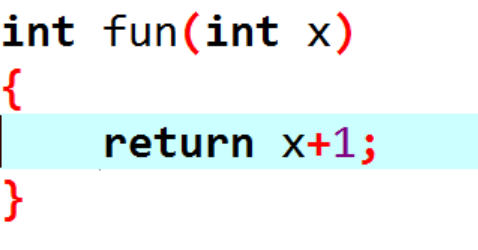 int fun(int x)
{
    return x+1;
}